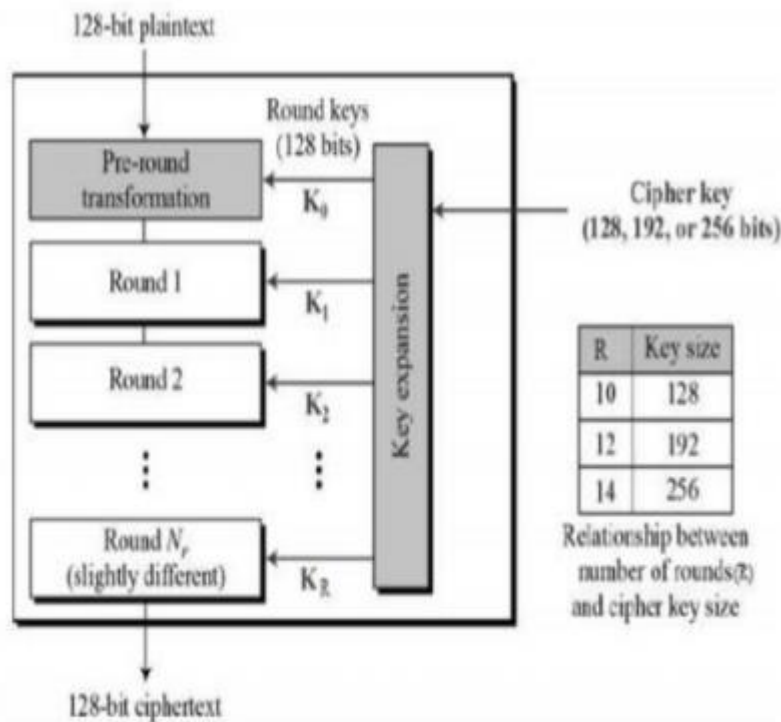 128-bit plaintext
Round keys
(128 bits)
Pre-round
transformation
K₀
Cipher key
(128, 192, or 256 bits)
Round 1
K₁
Key expansion
Round 2
K₂
R Key size
10 128
12 192
14 256
Round Nᵣ
(slightly different)
K_R
Relationship between
number of rounds(R)
and cipher key size
128-bit ciphertext